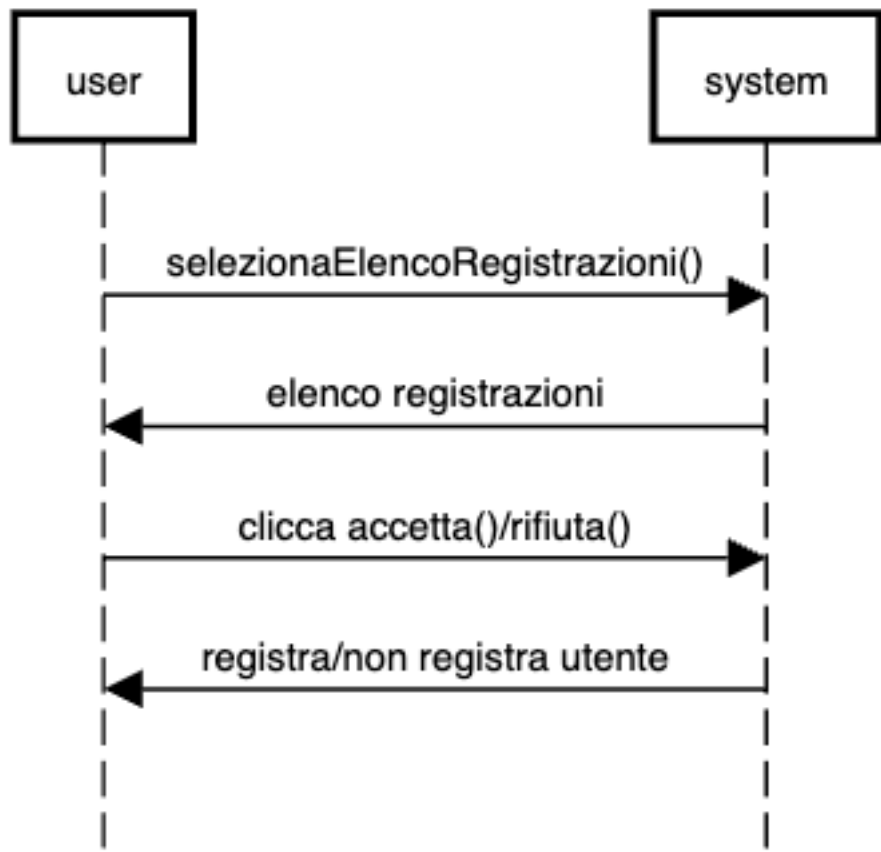 user
system
selezionaElencoRegistrazioni()
elenco registrazioni
clicca accetta()/rifiuta()
registra/non registra utente